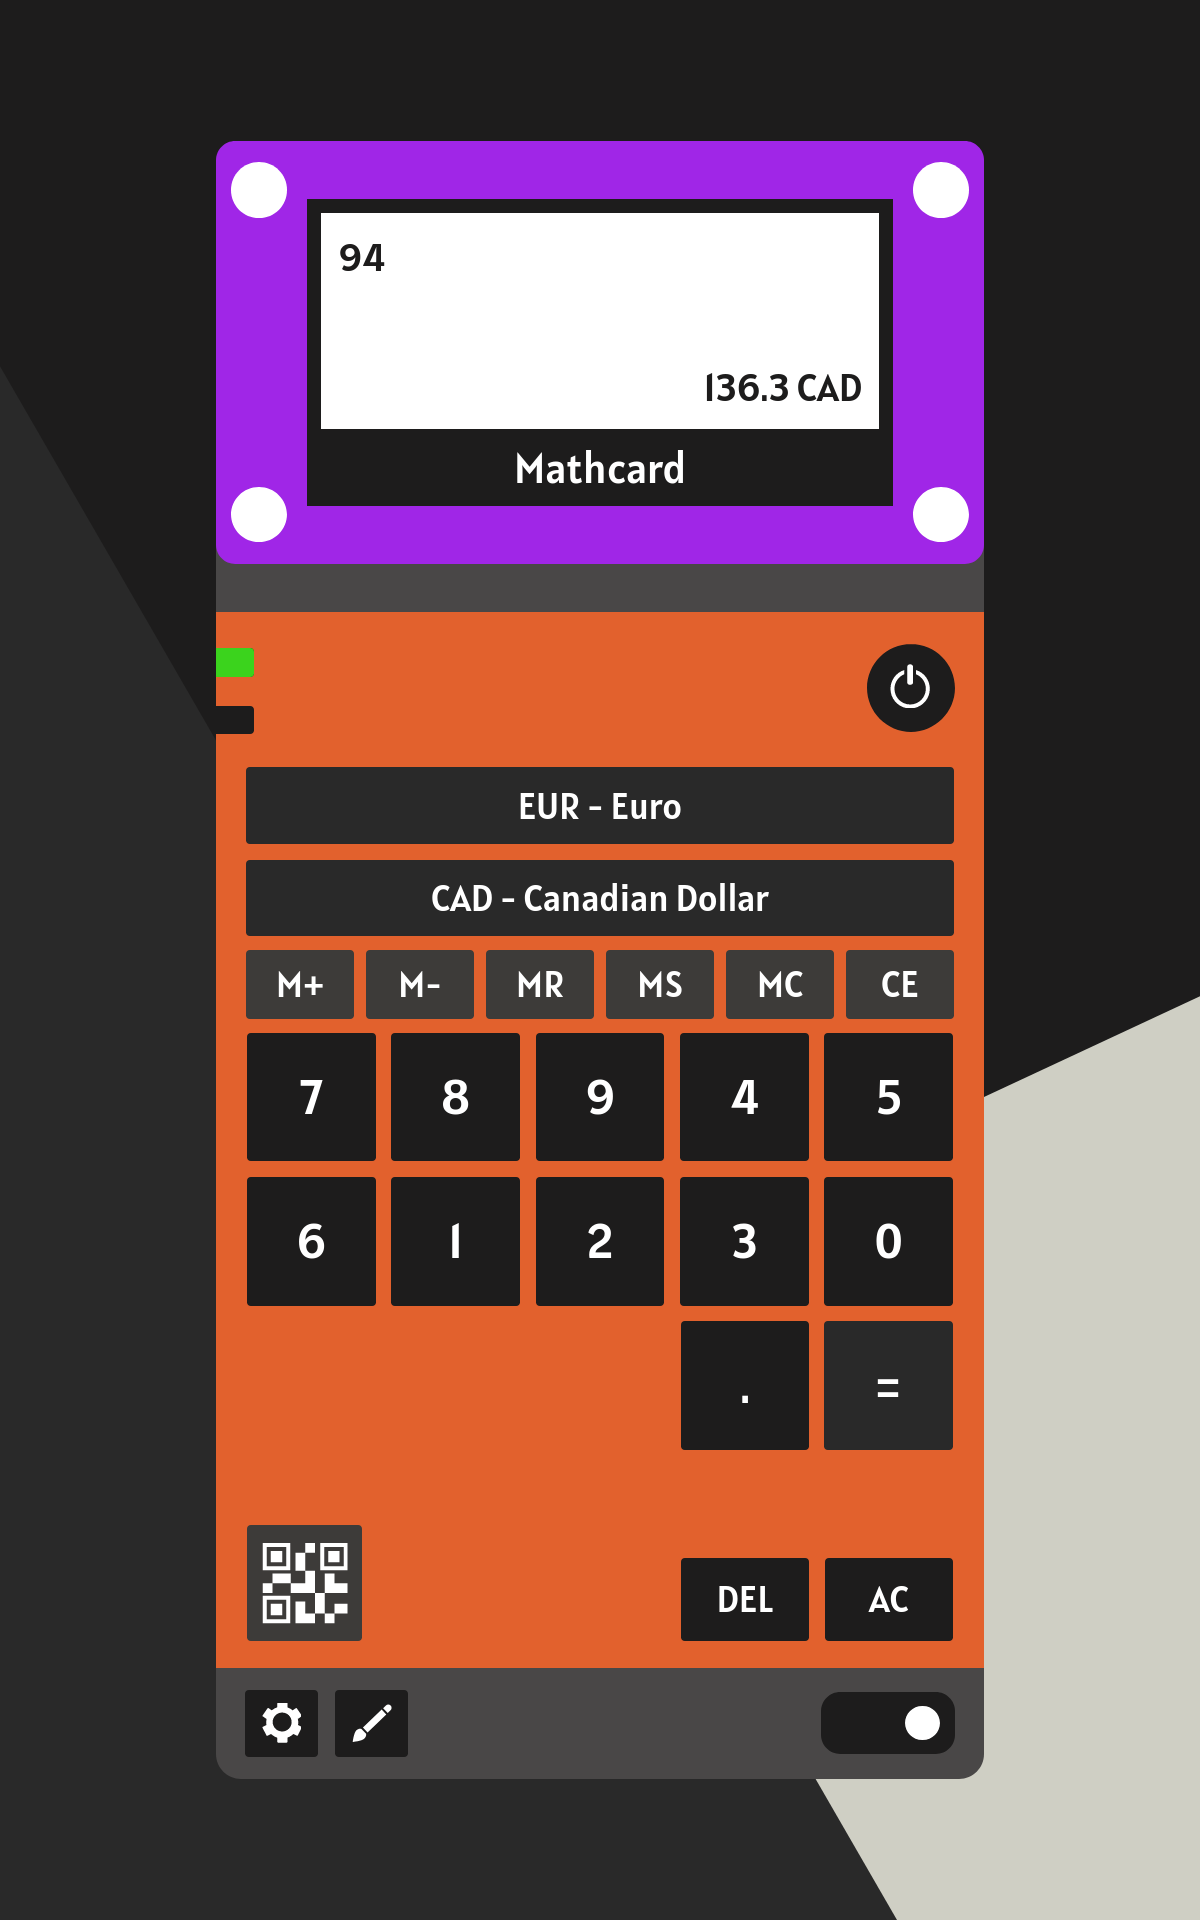 94
136.3 CAD
Mathcard
EUR - Euro
CAD - Canadian Dollar
M+ M- MR MS MC CE
7 8 9 4 5
6 1 2 3 0
. =
DEL AC